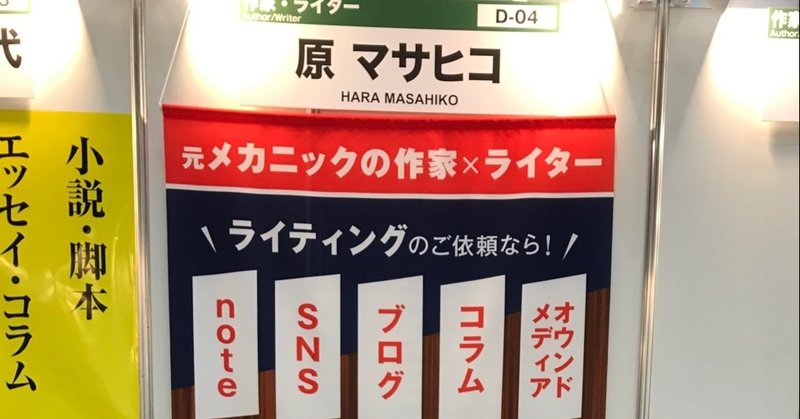 作家・ライター
Author/Writer
D-04
原 マサヒコ
HARA MASAHIKO
元メカニックの作家×ライター
\ ライティングのご依頼なら! /
note
SNS
ブログ
コラム
オウンド
メディア
代
小説・脚本
エッセイ・コラム
作家
Author